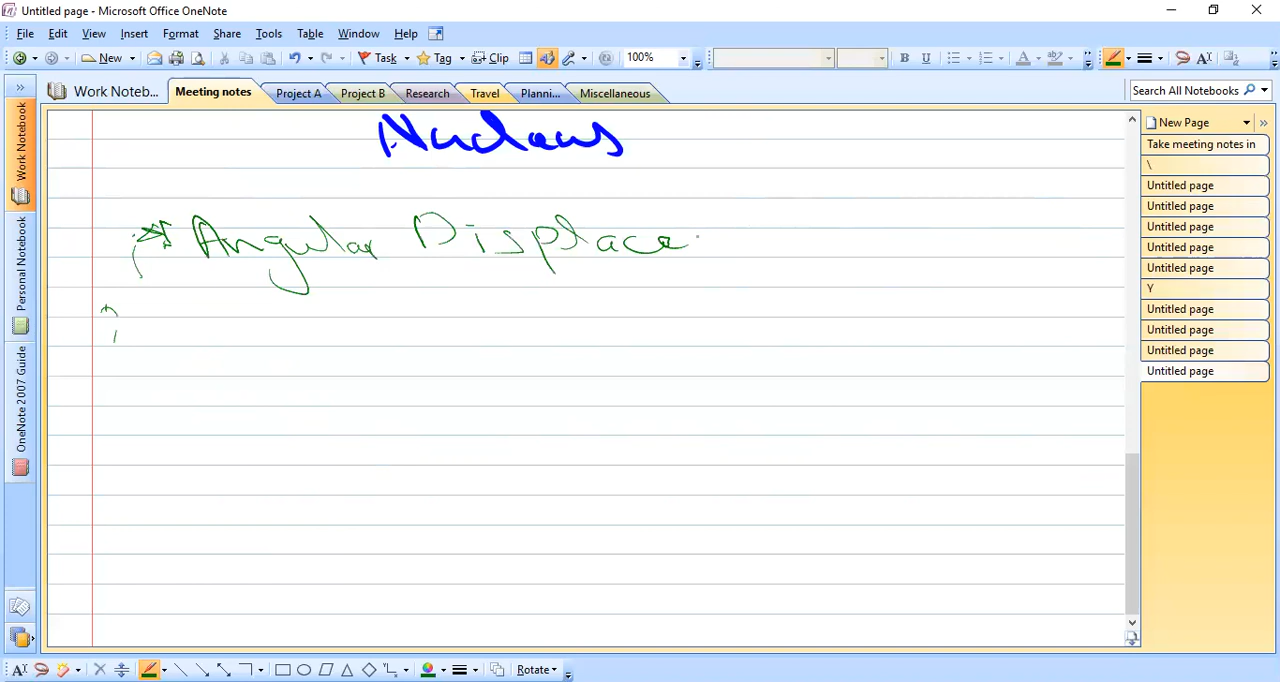 Untitled page - Microsoft Office OneNote
File Edit View Insert Format Share Tools Table Window Help
New Task Tag Clip 100% B U A ab A
» Work Noteb... Meeting notes Project A Project B Research Travel Planni... Miscellaneous Search All Notebooks
Work Notebook
Personal Notebook
OneNote 2007 Guide
Nucleus
Angular Displace
New Page »
Take meeting notes in
\
Untitled page
Untitled page
Untitled page
Untitled page
Untitled page
Y
Untitled page
Untitled page
Untitled page
Untitled page
A Rotate